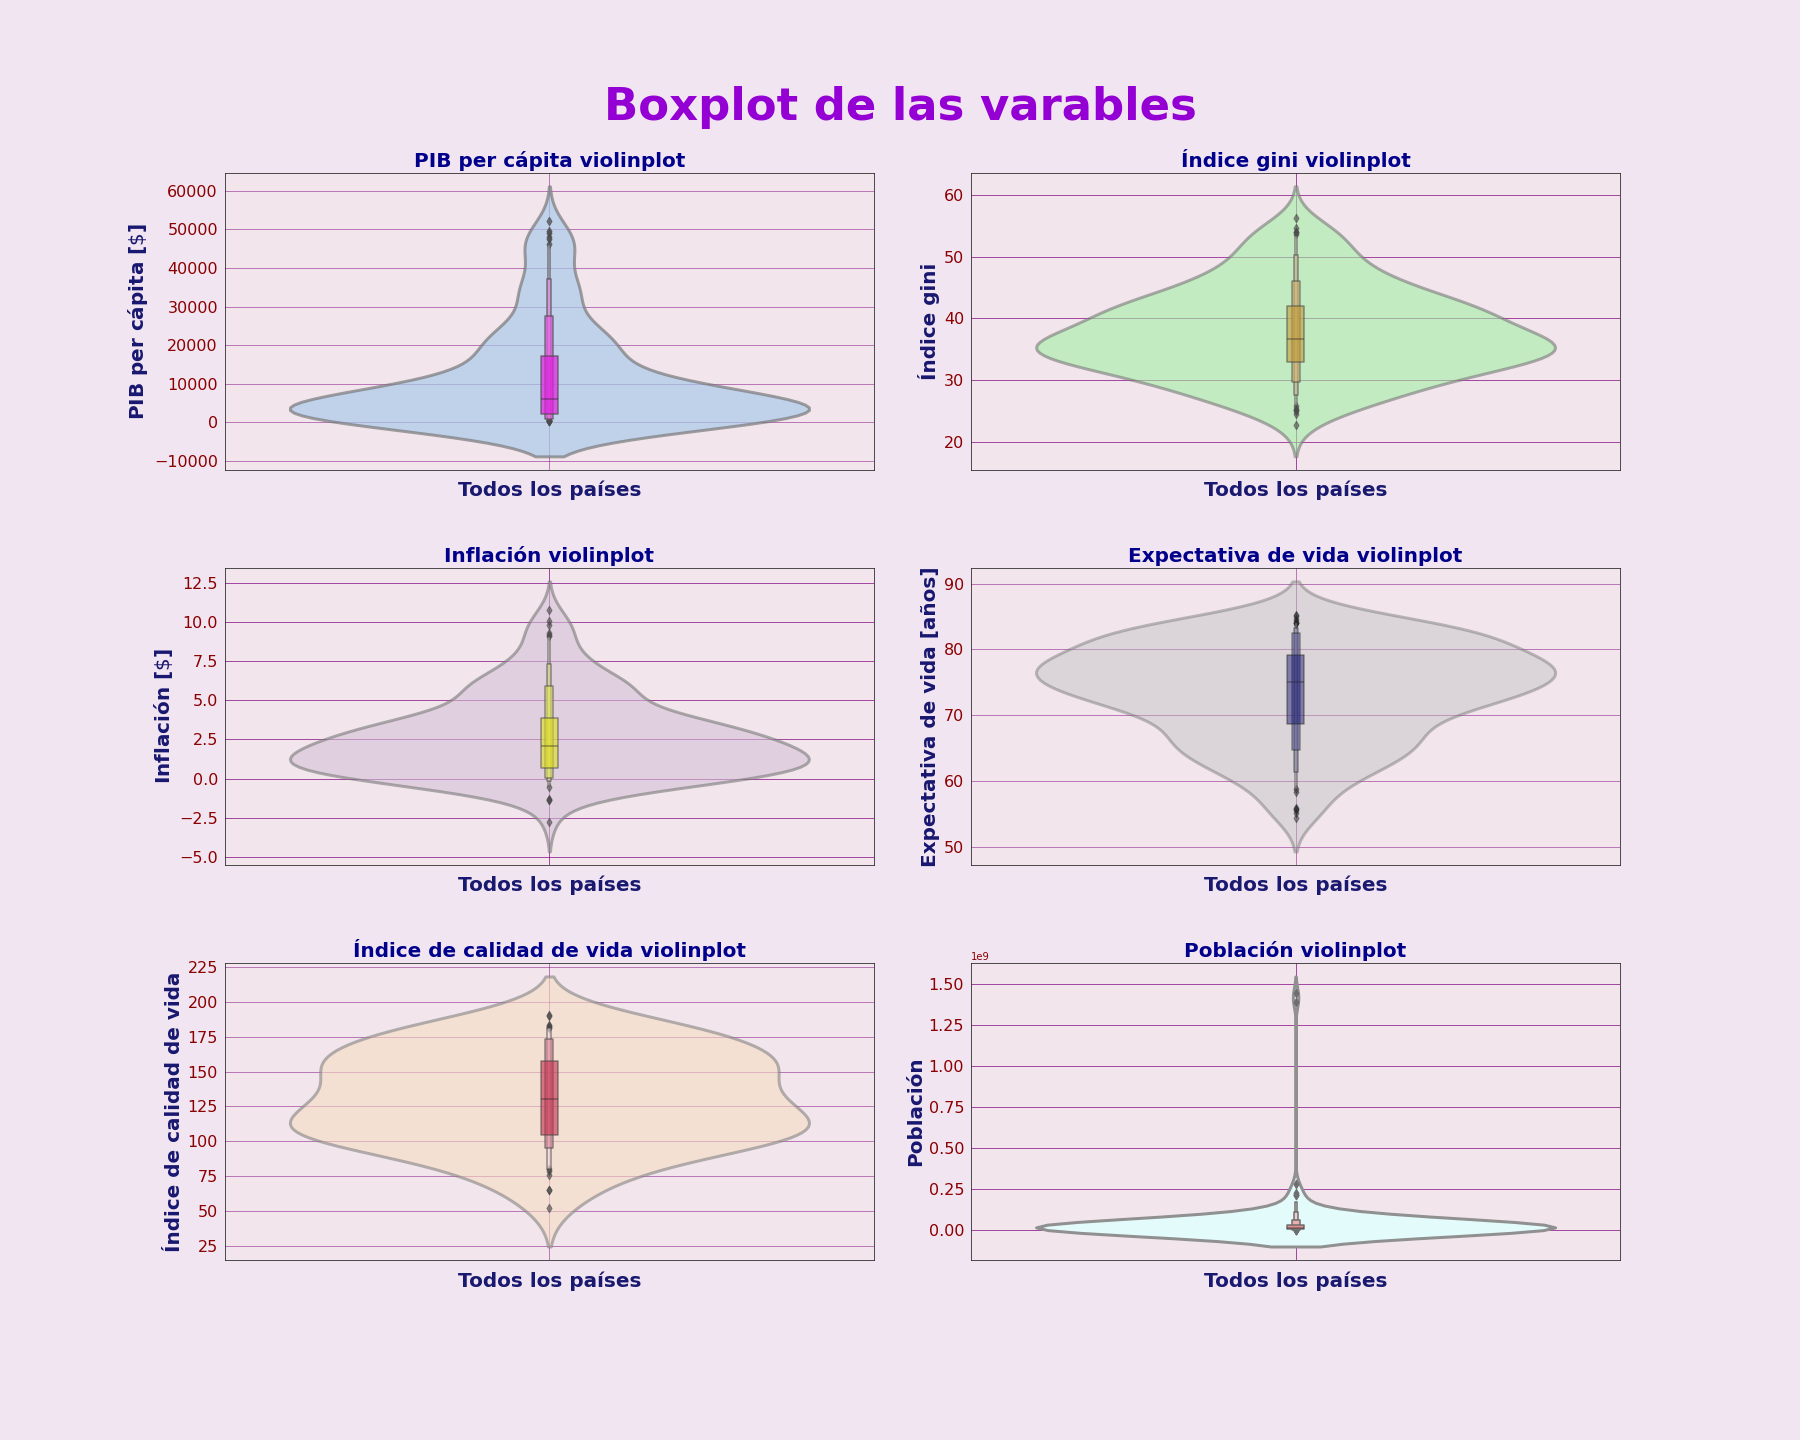 Boxplot de las varables
PIB per cápita violinplot
PIB per cápita [$]
60000
50000
40000
30000
20000
10000
0
−10000
Todos los países
Índice gini violinplot
Índice gini
60
50
40
30
20
Todos los países
Inflación violinplot
Inflación [$]
12.5
10.0
7.5
5.0
2.5
0.0
−2.5
−5.0
Todos los países
Expectativa de vida violinplot
Expectativa de vida [años]
90
80
70
60
50
Todos los países
Índice de calidad de vida violinplot
Índice de calidad de vida
225
200
175
150
125
100
75
50
25
Todos los países
Población violinplot
1e9
Población
1.50
1.25
1.00
0.75
0.50
0.25
0.00
Todos los países